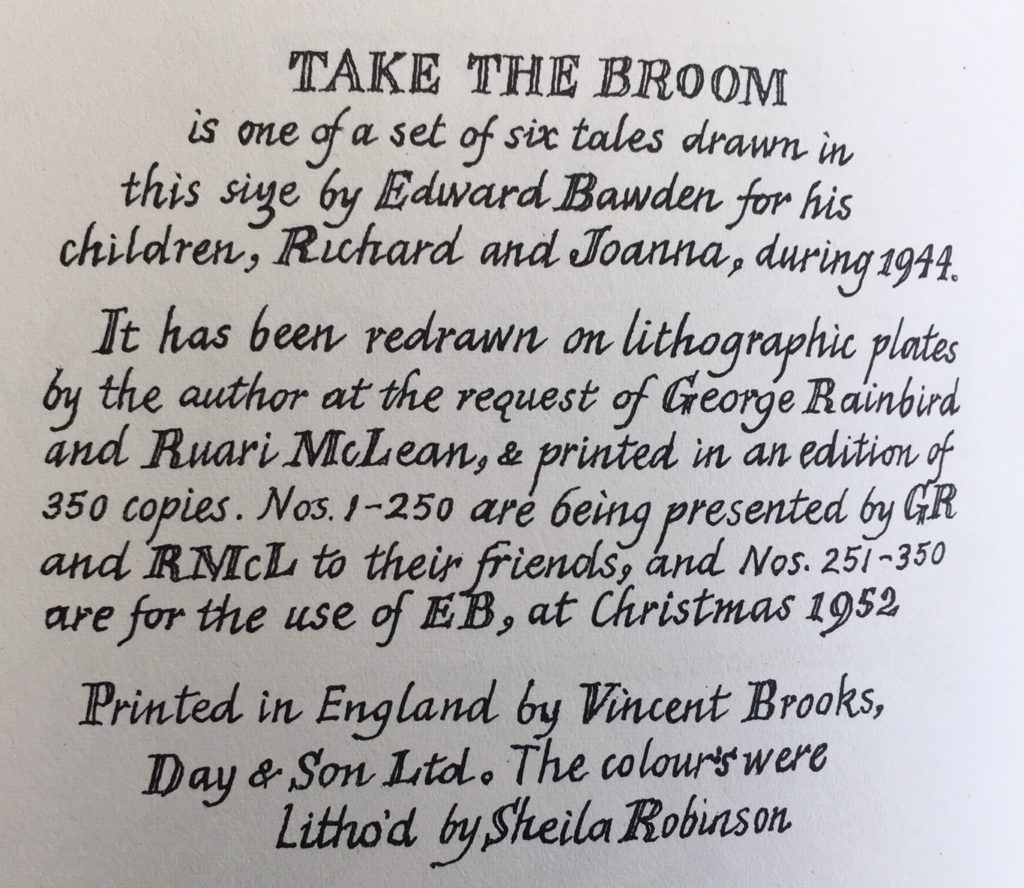 TAKE THE BROOM
is one of a set of six tales drawn in
this size by Edward Bawden for his
children, Richard and Joanna, during 1944.
It has been redrawn on lithographic plates
by the author at the request of George Rainbird
and Ruari McLean, & printed in an edition of
350 copies. Nos. 1-250 are being presented by GR
and RMcL to their friends, and Nos. 251-350
are for the use of EB, at Christmas 1952
Printed in England by Vincent Brooks,
Day & Son Ltd. The colours were
Litho'd by Sheila Robinson